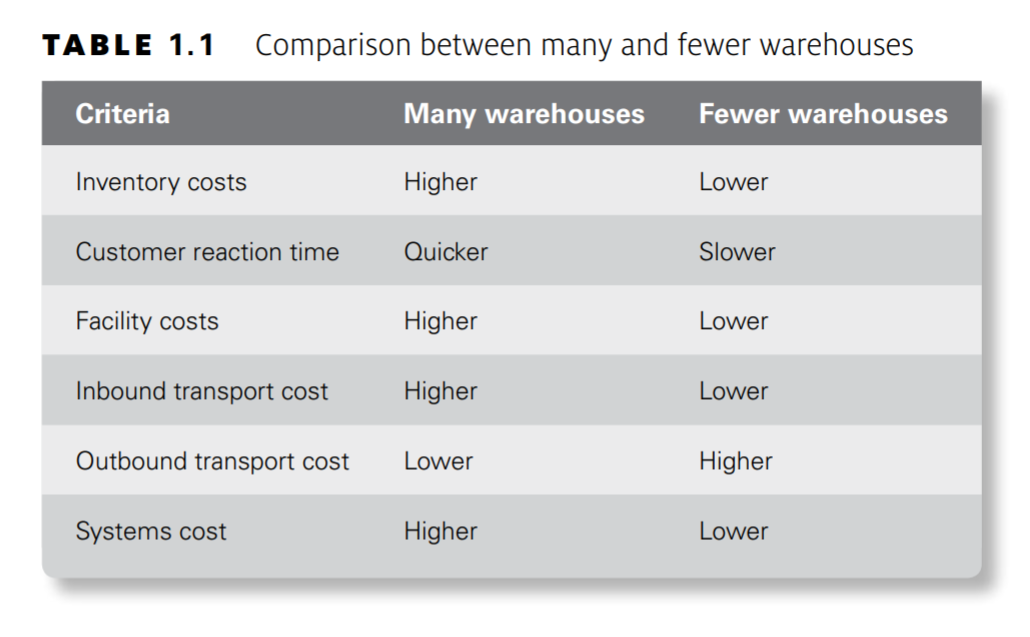 TABLE 1.1 Comparison between many and fewer warehouses
Criteria Many warehouses Fewer warehouses
Inventory costs Higher Lower
Customer reaction time Quicker Slower
Facility costs Higher Lower
Inbound transport cost Higher Lower
Outbound transport cost Lower Higher
Systems cost Higher Lower